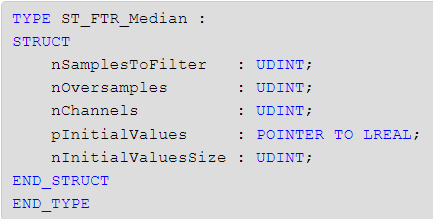 TYPE ST_FTR_Median :
STRUCT
    nSamplesToFilter   : UDINT;
    nOversamples       : UDINT;
    nChannels          : UDINT;
    pInitialValues     : POINTER TO LREAL;
    nInitialValuesSize : UDINT;
END_STRUCT
END_TYPE